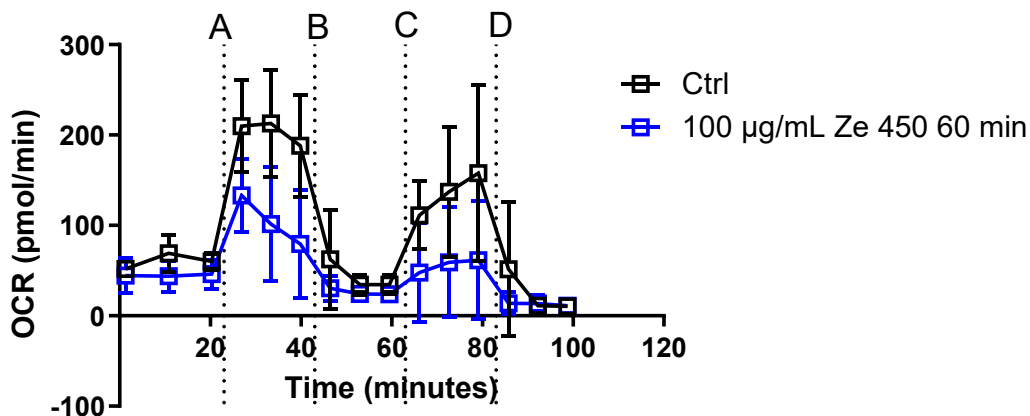 A B C D
300
200
100
0
-100
OCR (pmol/min)
20 40 60 80 100 120
Time (minutes)
Ctrl
100 µg/mL Ze 450 60 min